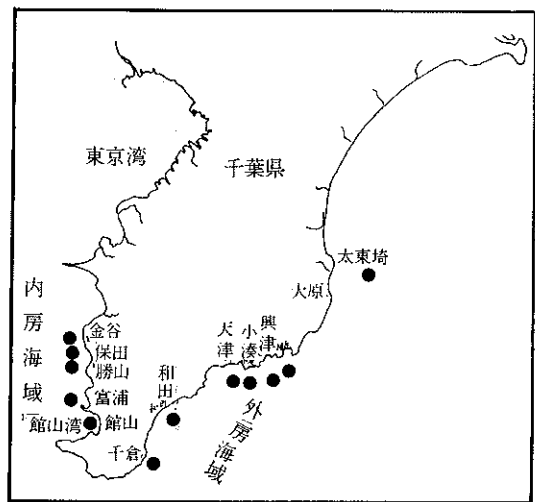 東京湾
千葉県
太東埼
大原
興津
小湊
天津
和田
千倉
外房海域
内房海域
金谷
保田
勝山
富浦
館山湾
館山